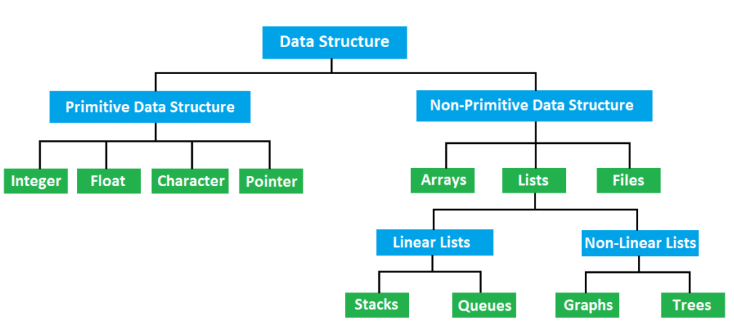 Data Structure
Primitive Data Structure
Non-Primitive Data Structure
Integer
Float
Character
Pointer
Arrays
Lists
Files
Linear Lists
Non-Linear Lists
Stacks
Queues
Graphs
Trees